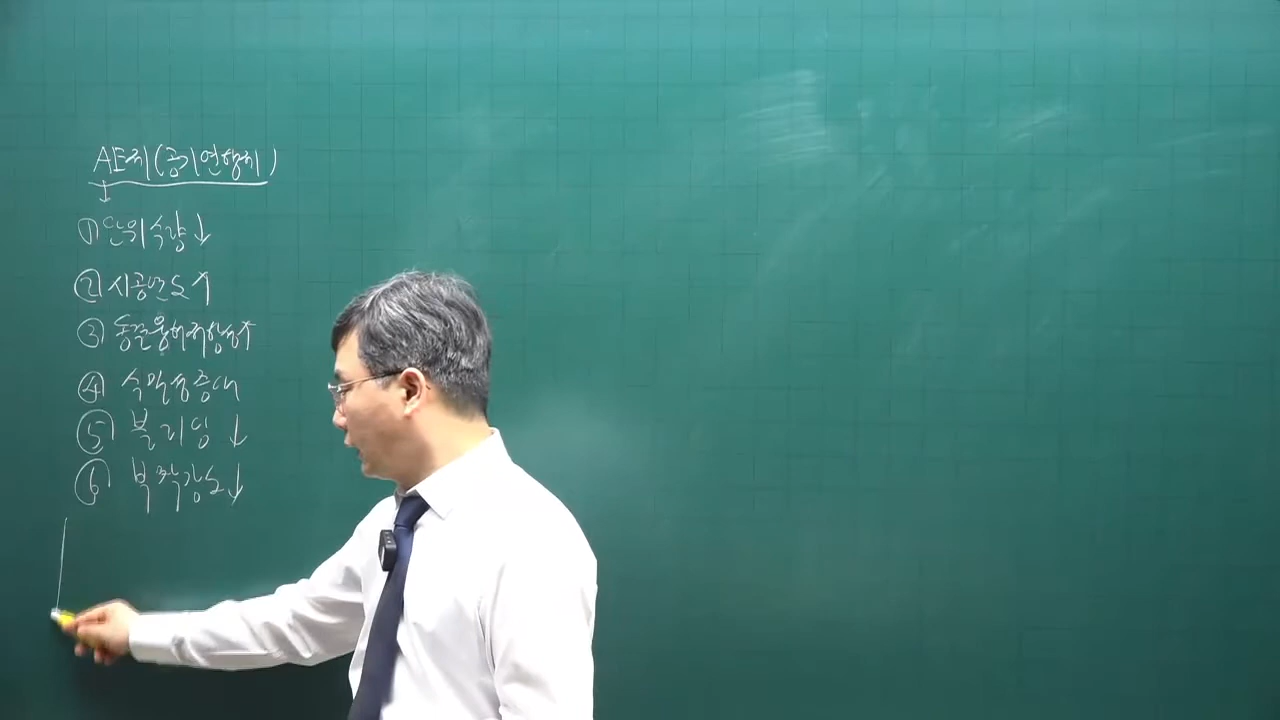 AE제(공기연행제)
① 단위수량↓
② 시공연도↑
③ 동결융해저항성↑
④ 수밀성증대
⑤ 블리딩↓
⑥ 부착강도↓